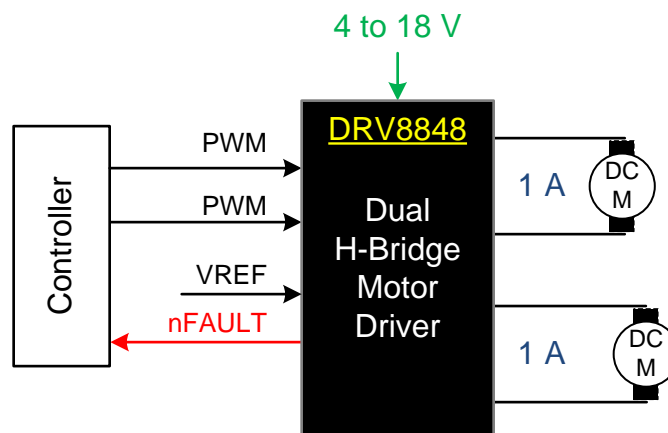 4 to 18 V
DRV8848
Dual
H-Bridge
Motor
Driver
Controller
PWM
PWM
VREF
nFAULT
1 A
DC
M
1 A
DC
M